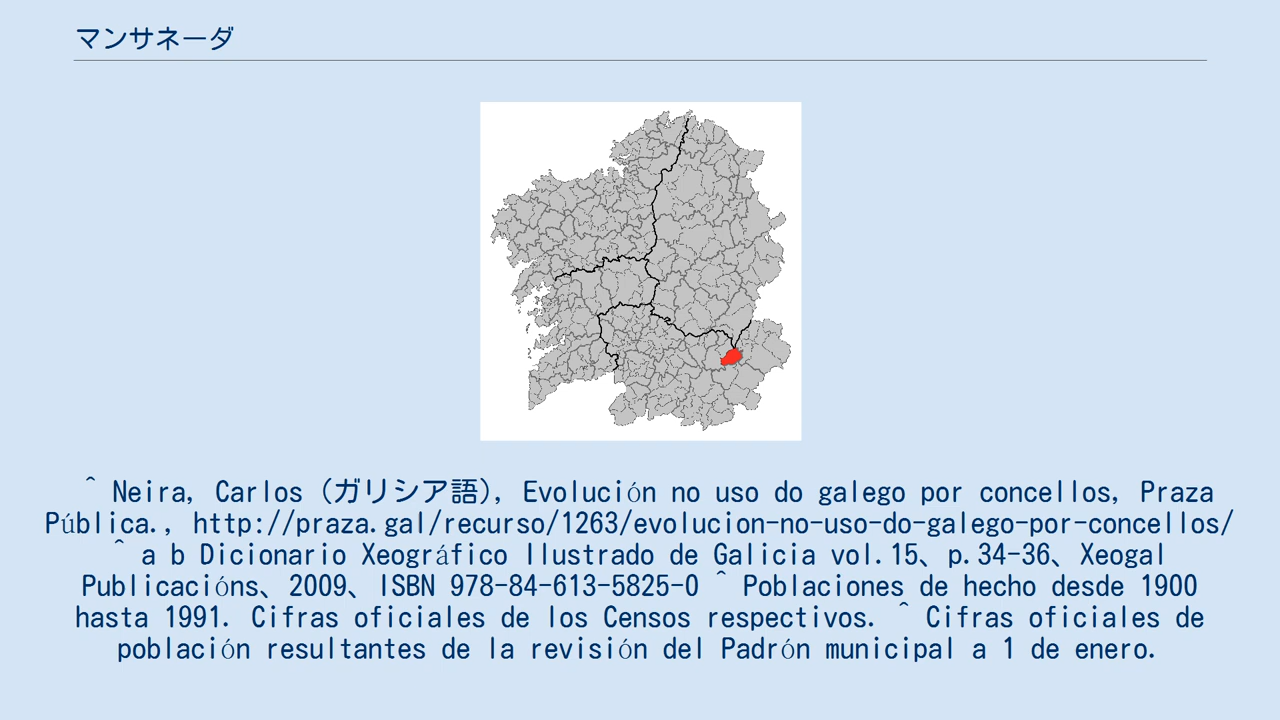 マンサネーダ
^ Neira, Carlos (ガリシア語), Evolución no uso do galego por concellos, Praza
Pública., http://praza.gal/recurso/1263/evolucion-no-uso-do-galego-por-concellos/
^ a b Dicionario Xeográfico Ilustrado de Galicia vol.15、p.34-36、Xeogal
Publicacións、2009、ISBN 978-84-613-5825-0 ^ Poblaciones de hecho desde 1900
hasta 1991. Cifras oficiales de los Censos respectivos. ^ Cifras oficiales de
población resultantes de la revisión del Padrón municipal a 1 de enero.